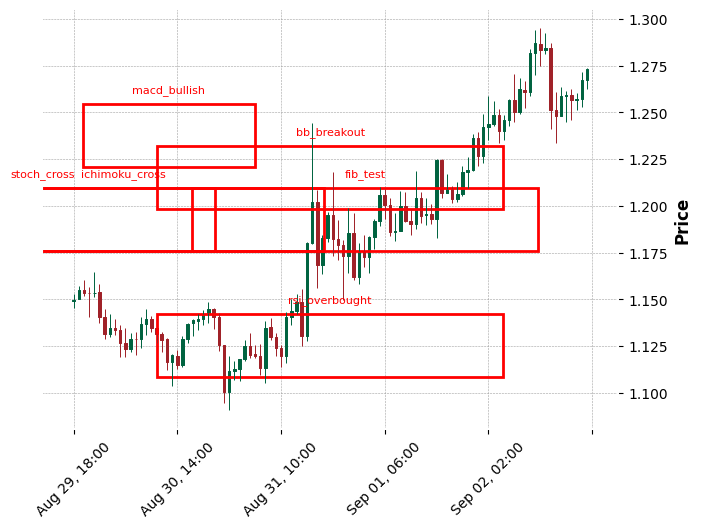 1.300
1.275
macd_bullish
1.250
bb_breakout
1.225
stoch_cross ichimoku_cross fib_test
1.200
Price
1.175
1.150
rsi_overbought
1.125
1.100
Aug 29, 18:00
Aug 30, 14:00
Aug 31, 10:00
Sep 01, 06:00
Sep 02, 02:00